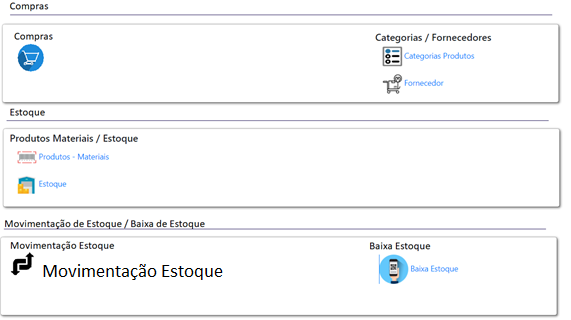 Compras
Compras
Categorias / Fornecedores
Categorias Produtos
Fornecedor
Estoque
Produtos Materiais / Estoque
Produtos - Materiais
Estoque
Movimentação de Estoque / Baixa de Estoque
Movimentação Estoque
Movimentação Estoque
Baixa Estoque
Baixa Estoque